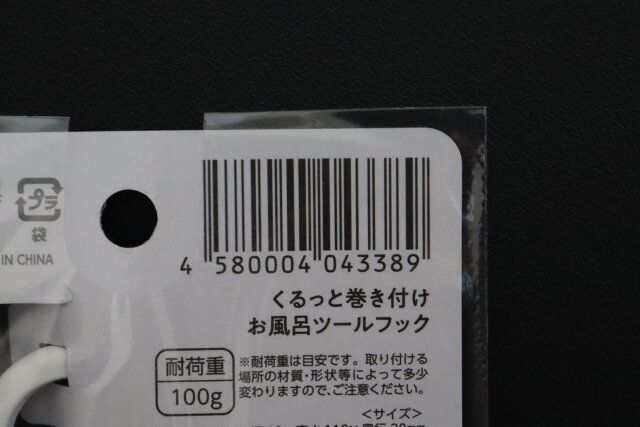 プラ
袋
IN CHINA
4 580004 043389
くるっと巻き付け
お風呂ツールフック
耐荷重
100g
※耐荷重は目安です。取り付ける
場所の材質・形状等によって多少
変わりますので、ご注意ください。
<サイズ>